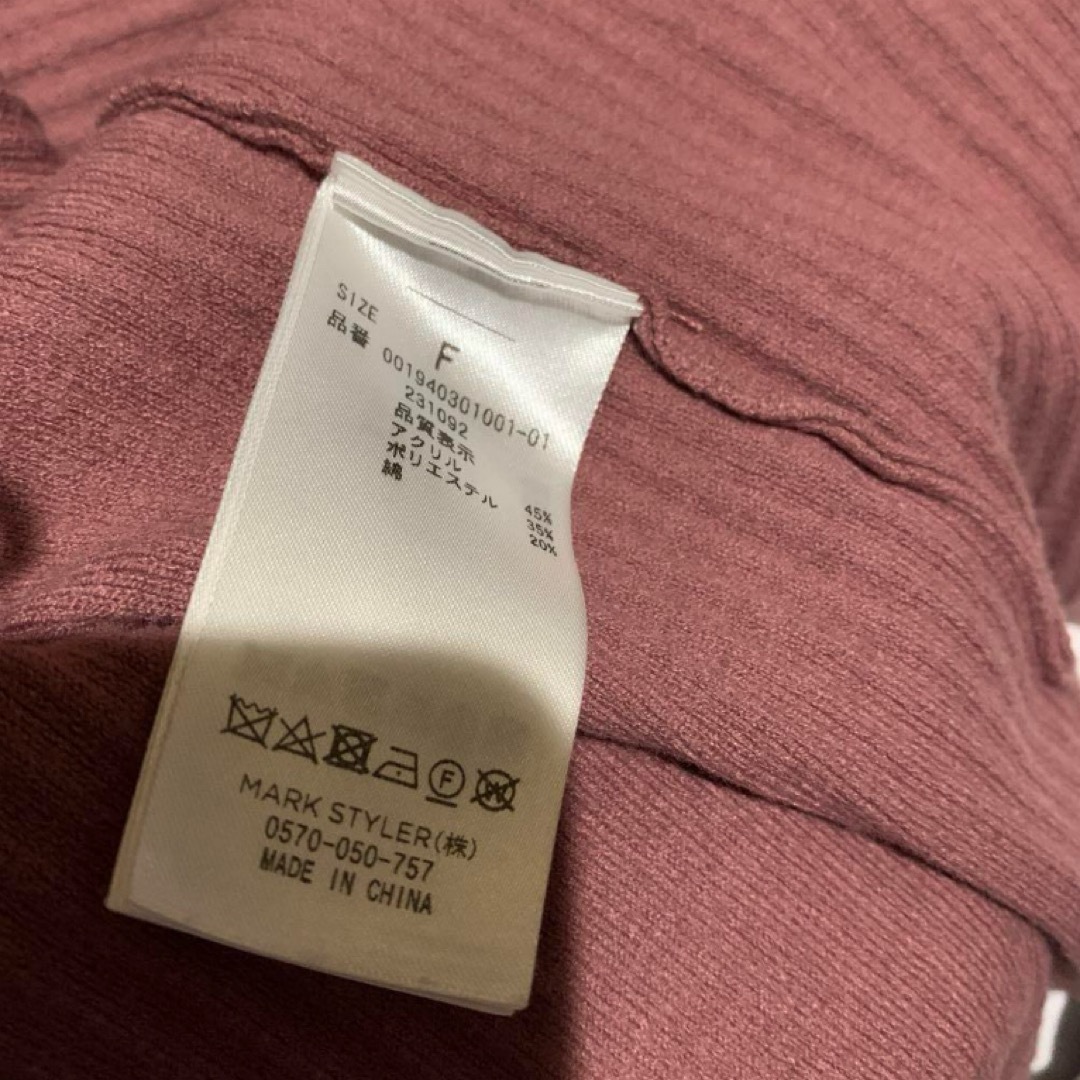 SIZE F
品番 001940301001-01
231092
品質表示
アクリル 45%
ポリエステル 35%
綿 20%
F W
MARK STYLER(株)
0570-050-757
MADE IN CHINA